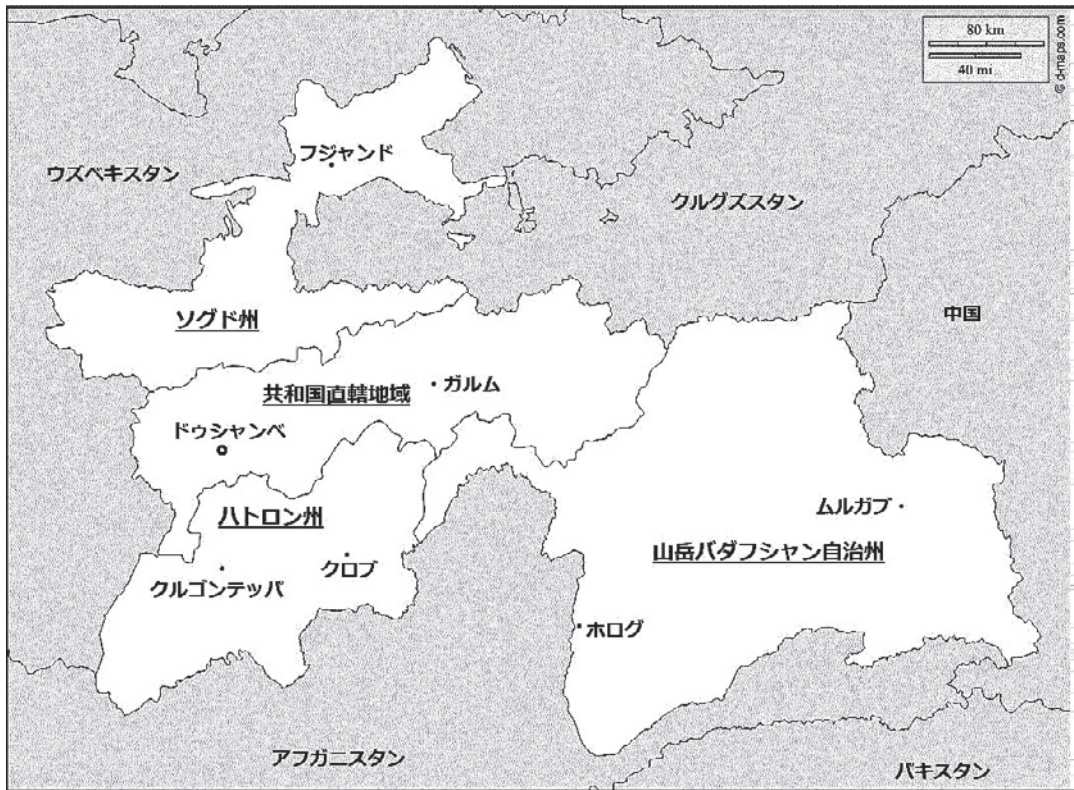 80 km
40 mi
© d-maps.com
フジャンド
ウズベキスタン
クルグズスタン
中国
ソグド州
共和国直轄地域
ガルム
ドゥシャンベ
ハトロン州
ムルガブ
山岳バダフシャン自治州
クロブ
クルゴンテッパ
ホログ
アフガニスタン
パキスタン